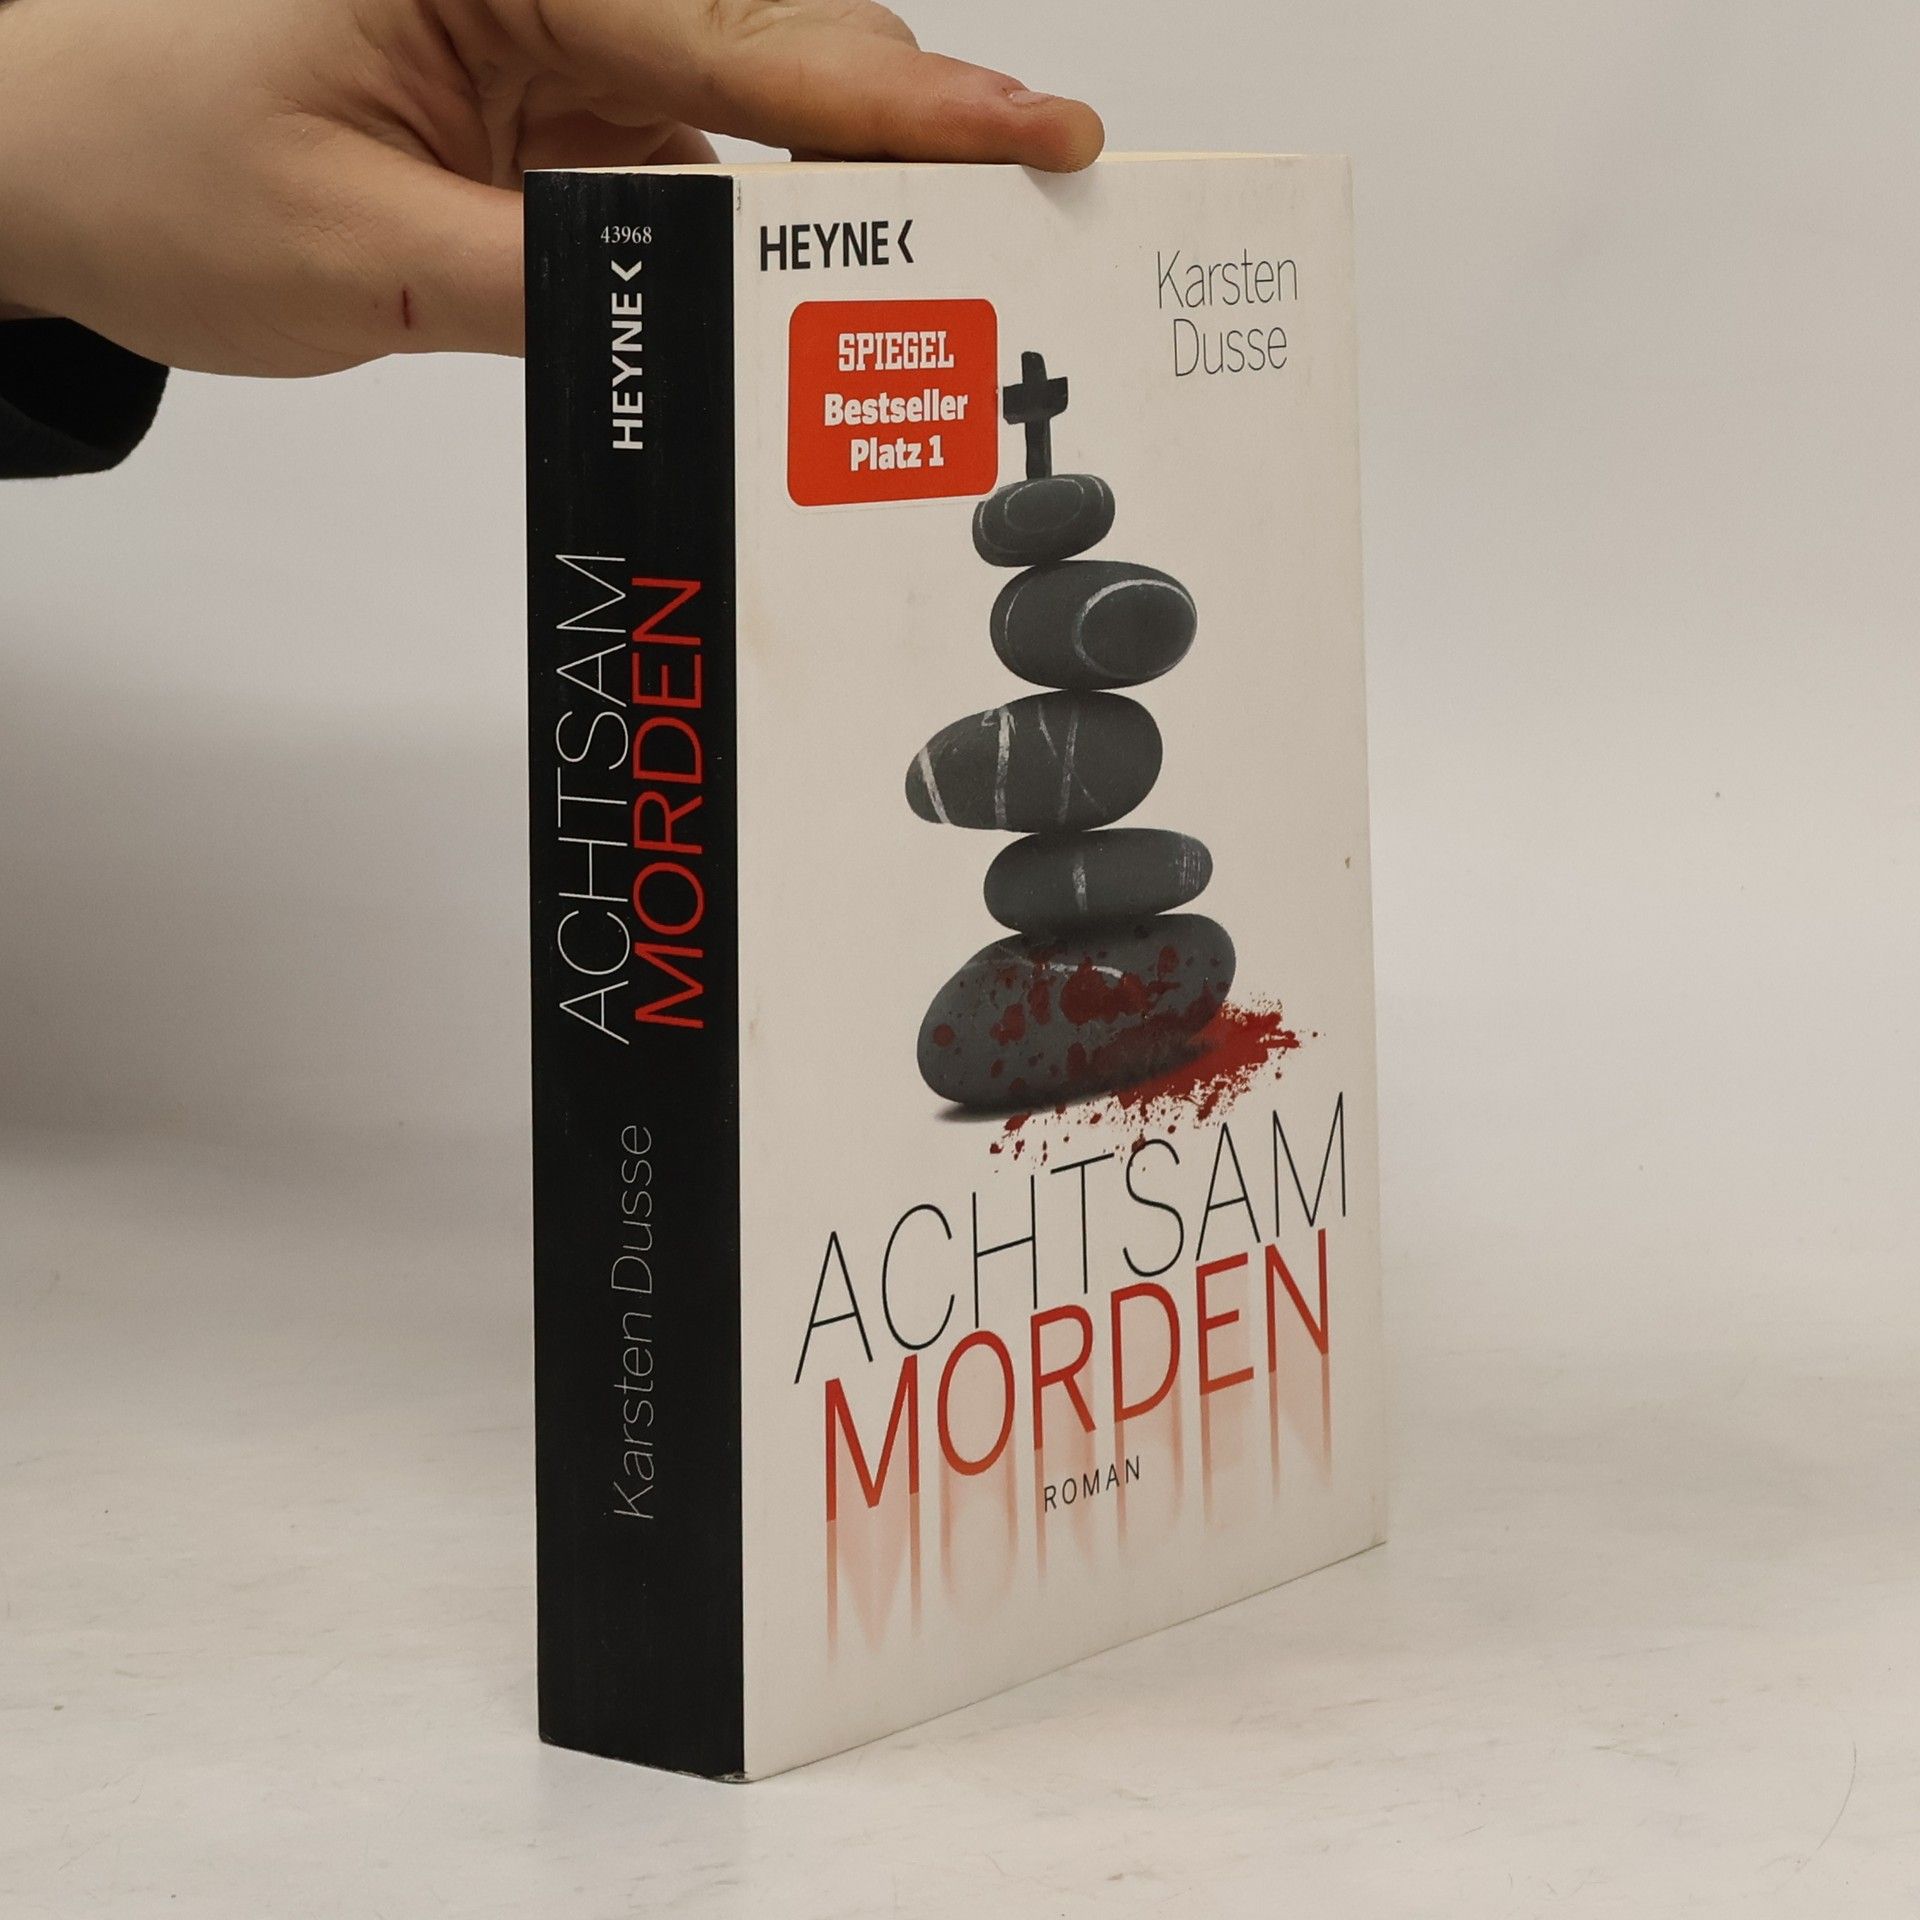 43968
HEYNE<
ACHTSAM
MORDEN
Karsten Dusse
HEYNE<
Karsten
Dusse
SPIEGEL
Bestseller
Platz 1
ACHTSAM
MORDEN
ROMAN